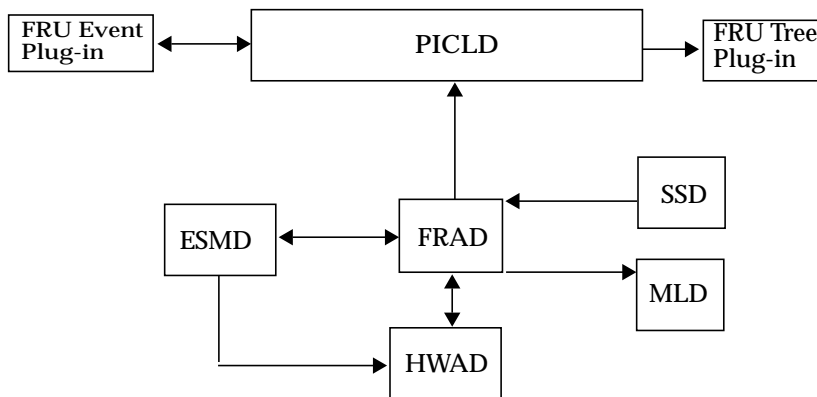 FRU Event
Plug-in
PICLD
FRU Tree
Plug-in
SSD
ESMD
FRAD
MLD
HWAD